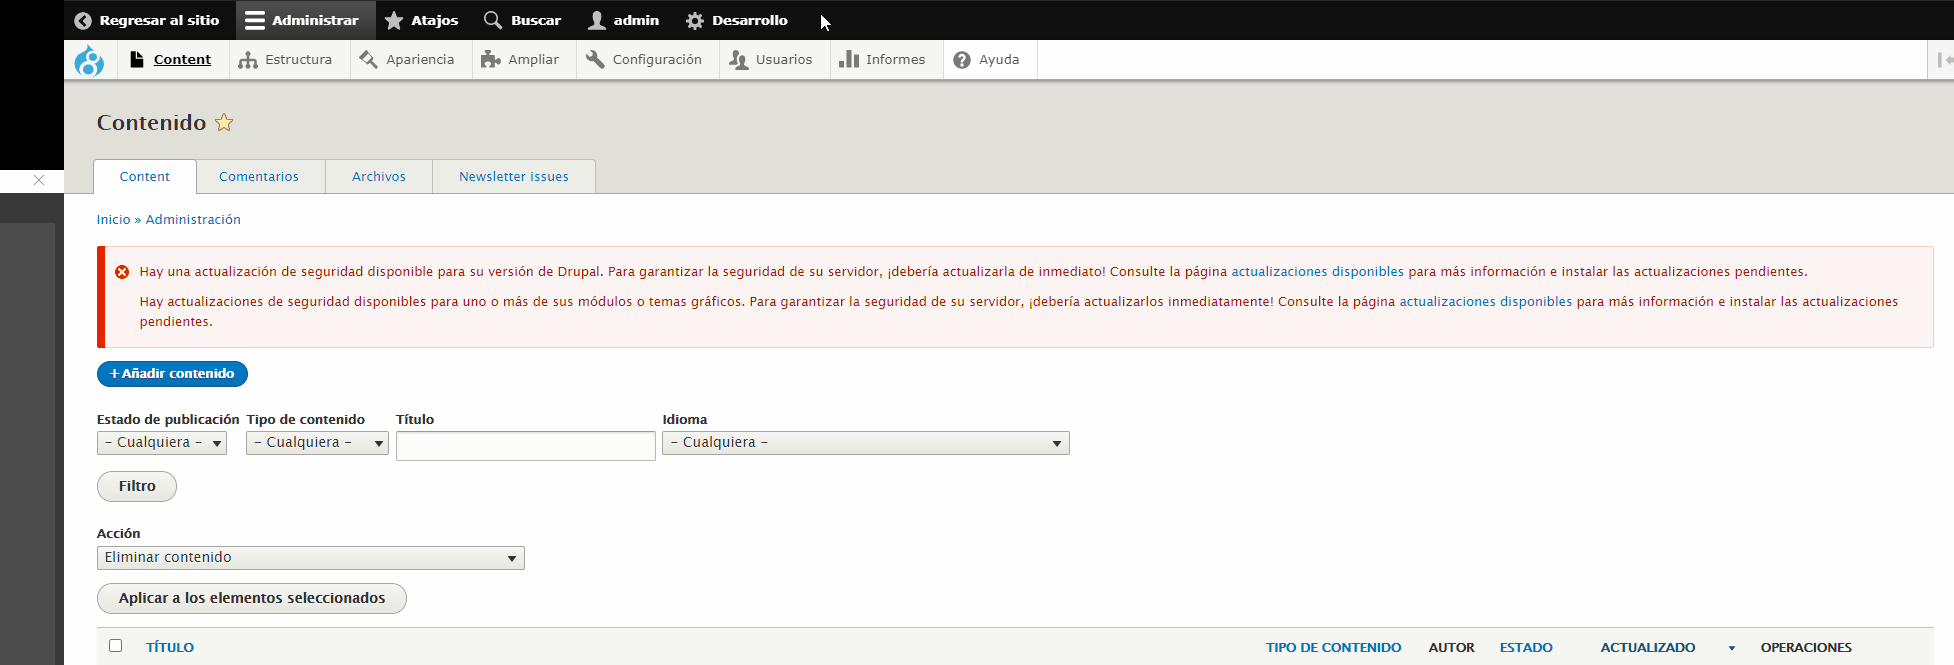 Regresar al sitio Administrar Atajos Buscar admin Desarrollo
Content Estructura Apariencia Ampliar Configuración Usuarios Informes Ayuda
Contenido
Content Comentarios Archivos Newsletter issues
Inicio » Administración
Hay una actualización de seguridad disponible para su versión de Drupal. Para garantizar la seguridad de su servidor, ¡debería actualizarla de inmediato! Consulte la página actualizaciones disponibles para más información e instalar las actualizaciones pendientes.
Hay actualizaciones de seguridad disponibles para uno o más de sus módulos o temas gráficos. Para garantizar la seguridad de su servidor, ¡debería actualizarlos inmediatamente! Consulte la página actualizaciones disponibles para más información e instalar las actualizaciones
pendientes.
+ Añadir contenido
Estado de publicación Tipo de contenido Título Idioma
- Cualquiera - - Cualquiera - - Cualquiera -
Filtro
Acción
Eliminar contenido
Aplicar a los elementos seleccionados
TÍTULO TIPO DE CONTENIDO AUTOR ESTADO ACTUALIZADO OPERACIONES